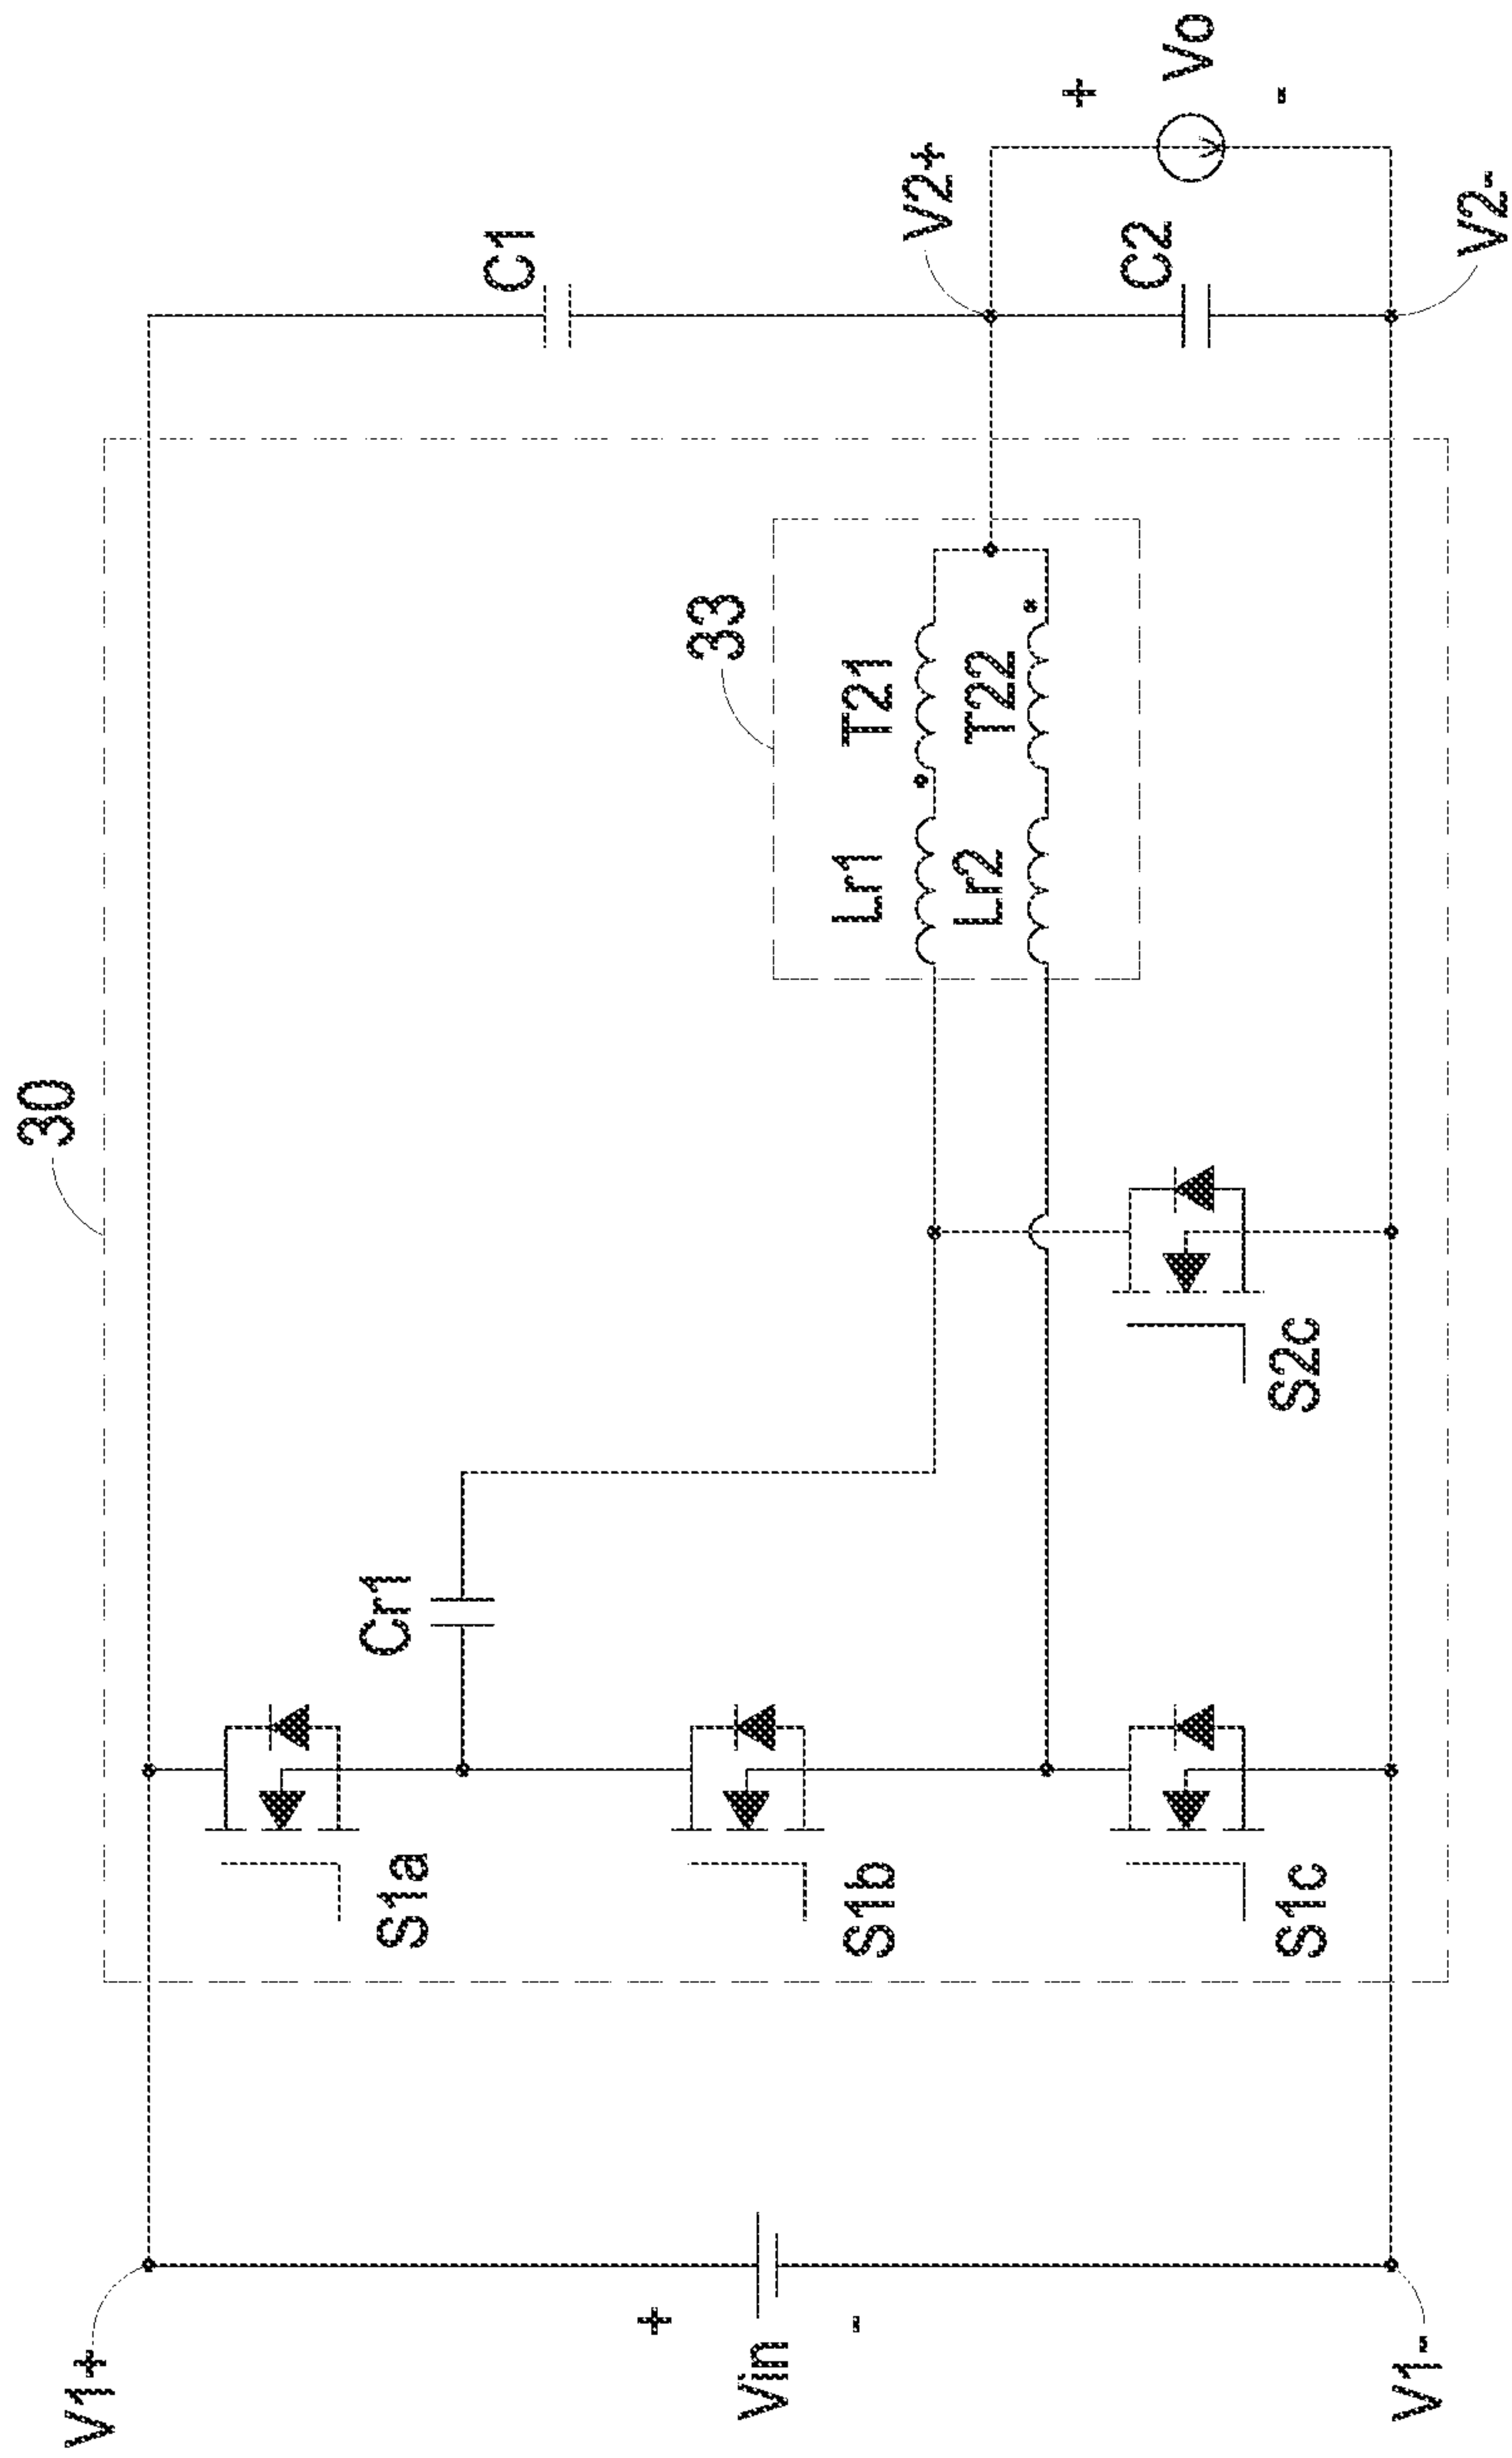 30
V1+
S1a
Cr1
C1
33
V2+
+
Vin
-
S1b
Lr1
T21
Lr2
T22
C2
+
Vo
-
S1c
S2c
V1-
V2-